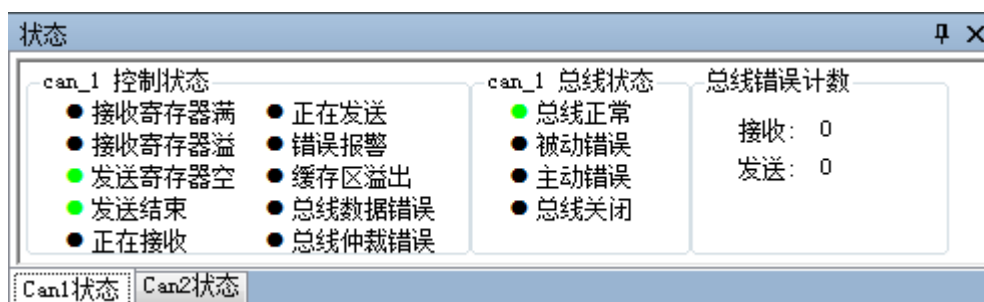 状态
can_1 控制状态
接收寄存器满
接收寄存器溢
发送寄存器空
发送结束
正在接收
正在发送
错误报警
缓存区溢出
总线数据错误
总线仲裁错误
can_1 总线状态
总线正常
被动错误
主动错误
总线关闭
总线错误计数
接收: 0
发送: 0
Can1状态
Can2状态